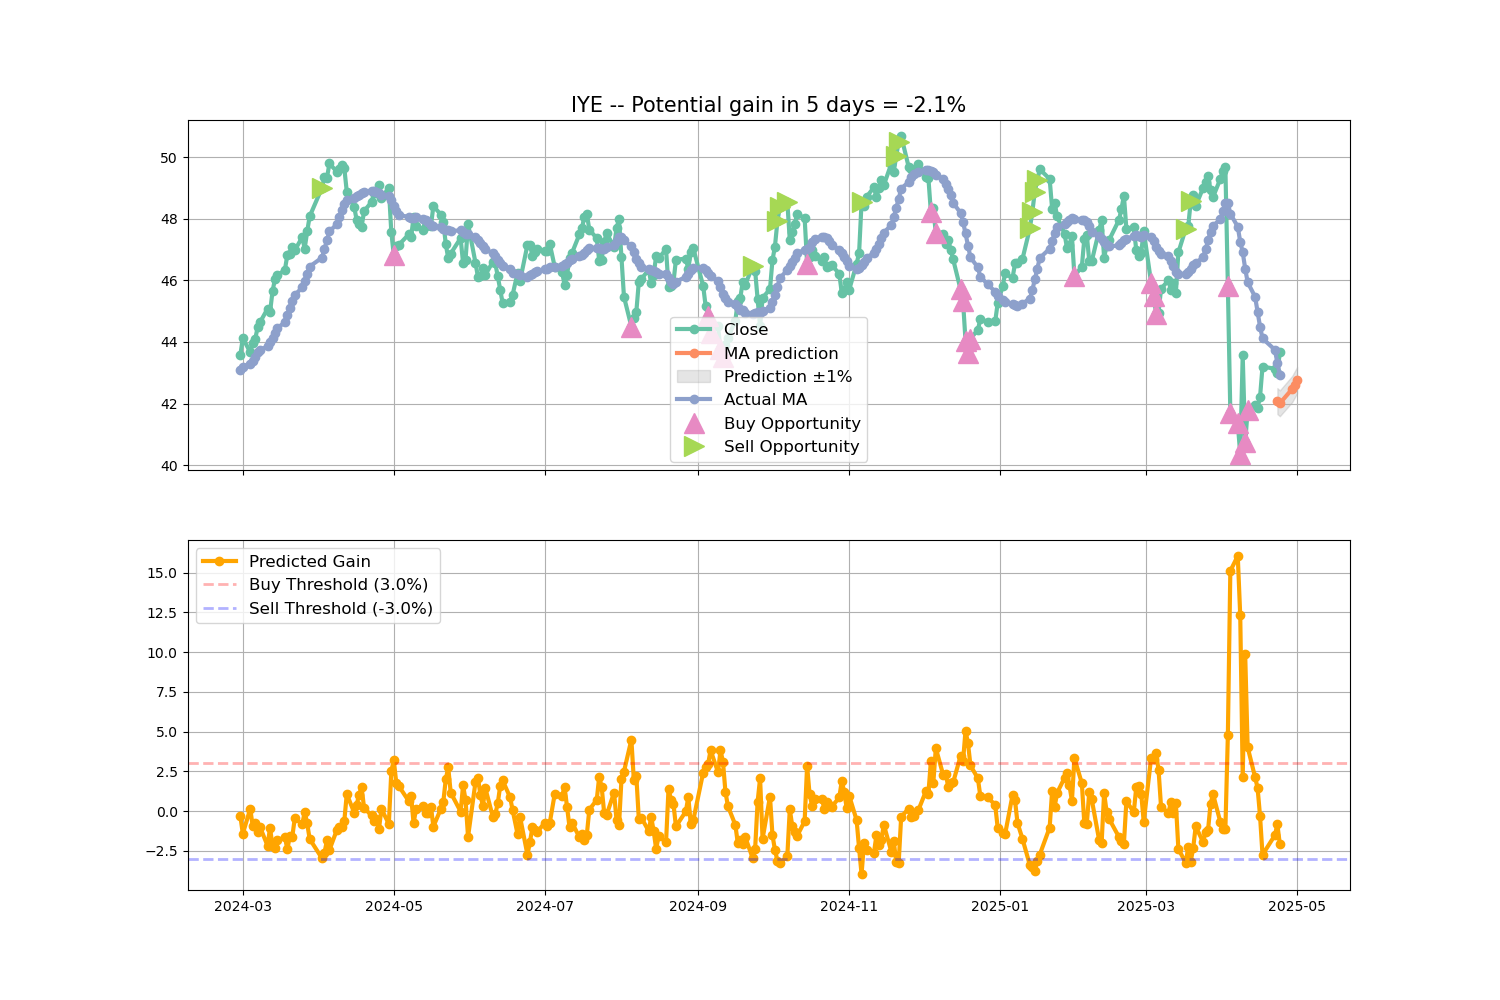 IYE -- Potential gain in 5 days = -2.1%
50
48
46
44
42
40
Close
MA prediction
Prediction ±1%
Actual MA
Buy Opportunity
Sell Opportunity
15.0
12.5
10.0
7.5
5.0
2.5
0.0
−2.5
Predicted Gain
Buy Threshold (3.0%)
Sell Threshold (-3.0%)
2024-03
2024-05
2024-07
2024-09
2024-11
2025-01
2025-03
2025-05